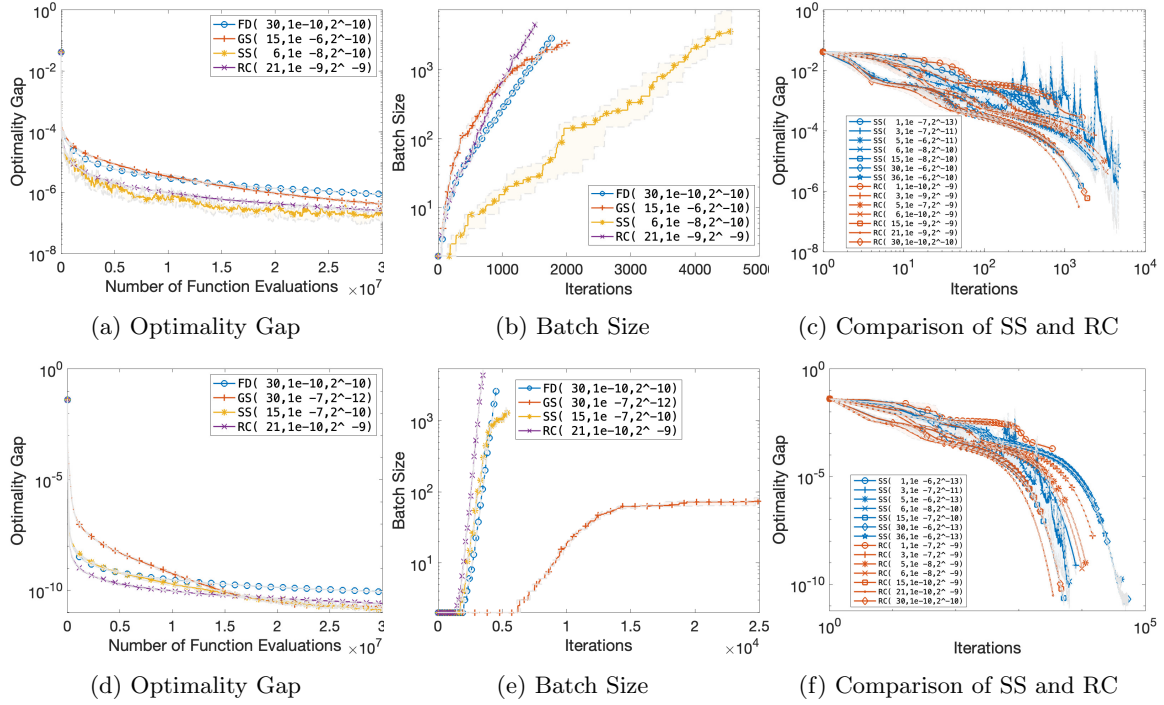 10^0
10^-2
10^-4
10^-6
10^-8
Optimality Gap
FD( 30,1e-10,2^-10)
GS( 15,1e -6,2^-10)
SS( 6,1e -8,2^-10)
RC( 21,1e -9,2^ -9)
0 0.5 1 1.5 2 2.5 3
Number of Function Evaluations ×10^7
(a) Optimality Gap
10^3
10^2
10^1
Batch Size
FD( 30,1e-10,2^-10)
GS( 15,1e -6,2^-10)
SS( 6,1e -8,2^-10)
RC( 21,1e -9,2^ -9)
0 1000 2000 3000 4000 5000
Iterations
(b) Batch Size
10^0
10^-2
10^-4
10^-6
10^-8
Optimality Gap
SS( 1,1e -7,2^-13)
SS( 3,1e -7,2^-11)
SS( 5,1e -6,2^-11)
SS( 6,1e -8,2^-10)
SS( 15,1e -8,2^-10)
SS( 30,1e -6,2^-10)
SS( 36,1e -6,2^-10)
RC( 1,1e-10,2^ -9)
RC( 3,1e -9,2^ -9)
RC( 5,1e -7,2^ -9)
RC( 6,1e-10,2^ -9)
RC( 15,1e -9,2^ -9)
RC( 21,1e -9,2^ -9)
RC( 30,1e-10,2^-10)
10^0 10^1 10^2 10^3 10^4
Iterations
(c) Comparison of SS and RC
10^0
10^-5
10^-10
Optimality Gap
FD( 30,1e-10,2^-10)
GS( 30,1e -7,2^-12)
SS( 15,1e -7,2^-10)
RC( 21,1e-10,2^ -9)
0 0.5 1 1.5 2 2.5 3
Number of Function Evaluations ×10^7
(d) Optimality Gap
10^3
10^2
10^1
Batch Size
FD( 30,1e-10,2^-10)
GS( 30,1e -7,2^-12)
SS( 15,1e -7,2^-10)
RC( 21,1e-10,2^ -9)
0 0.5 1 1.5 2 2.5
Iterations ×10^4
(e) Batch Size
10^0
10^-5
10^-10
Optimality Gap
SS( 1,1e -6,2^-13)
SS( 3,1e -7,2^-11)
SS( 5,1e -6,2^-13)
SS( 6,1e -8,2^-10)
SS( 15,1e -7,2^-10)
SS( 30,1e -6,2^-13)
SS( 36,1e -6,2^-13)
RC( 1,1e -7,2^ -9)
RC( 3,1e -7,2^ -9)
RC( 5,1e -8,2^ -9)
RC( 6,1e -8,2^ -9)
RC( 15,1e-10,2^ -9)
RC( 21,1e-10,2^ -9)
RC( 30,1e-10,2^-10)
10^0 10^5
Iterations
(f) Comparison of SS and RC